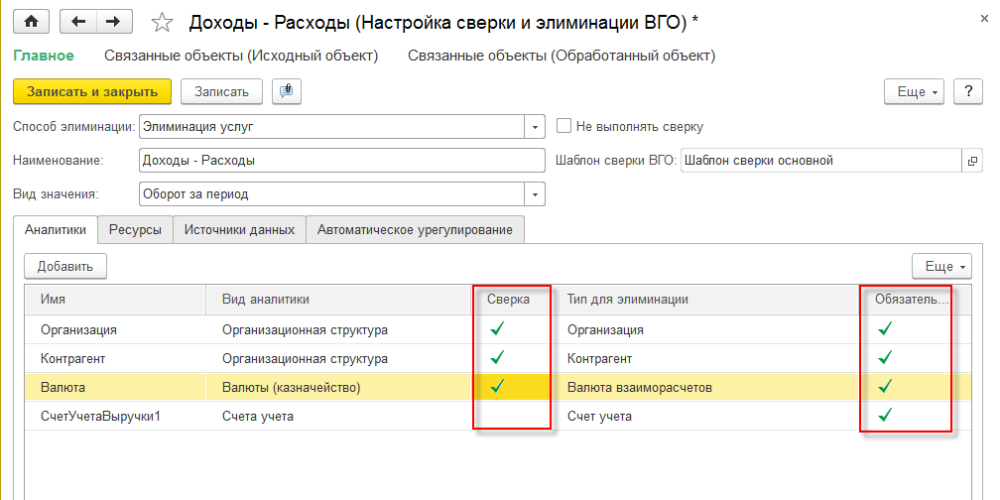 Доходы - Расходы (Настройка сверки и элиминации ВГО) *
Главное Связанные объекты (Исходный объект) Связанные объекты (Обработанный объект)
Записать и закрыть Записать Еще ?
Способ элиминации: Элиминация услуг Не выполнять сверку
Наименование: Доходы - Расходы Шаблон сверки ВГО: Шаблон сверки основной
Вид значения: Оборот за период
Аналитики Ресурсы Источники данных Автоматическое урегулирование
Добавить Еще
Имя Вид аналитики Сверка Тип для элиминации Обязатель...
Организация Организационная структура Организация
Контрагент Организационная структура Контрагент
Валюта Валюты (казначейство) Валюта взаиморасчетов
СчетУчетаВыручки1 Счета учета Счет учета